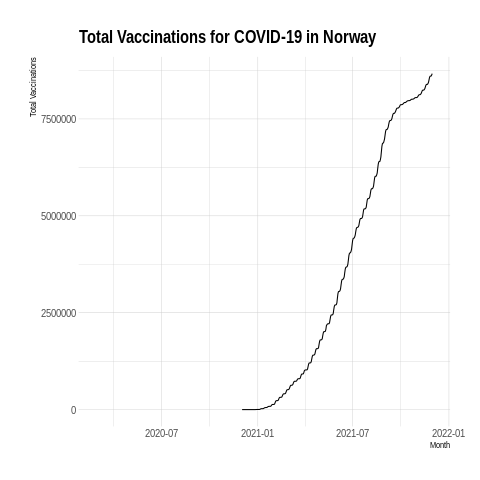 Total Vaccinations for COVID-19 in Norway
Total Vaccinations
7500000
5000000
2500000
0
2020-07 2021-01 2021-07 2022-01
Month